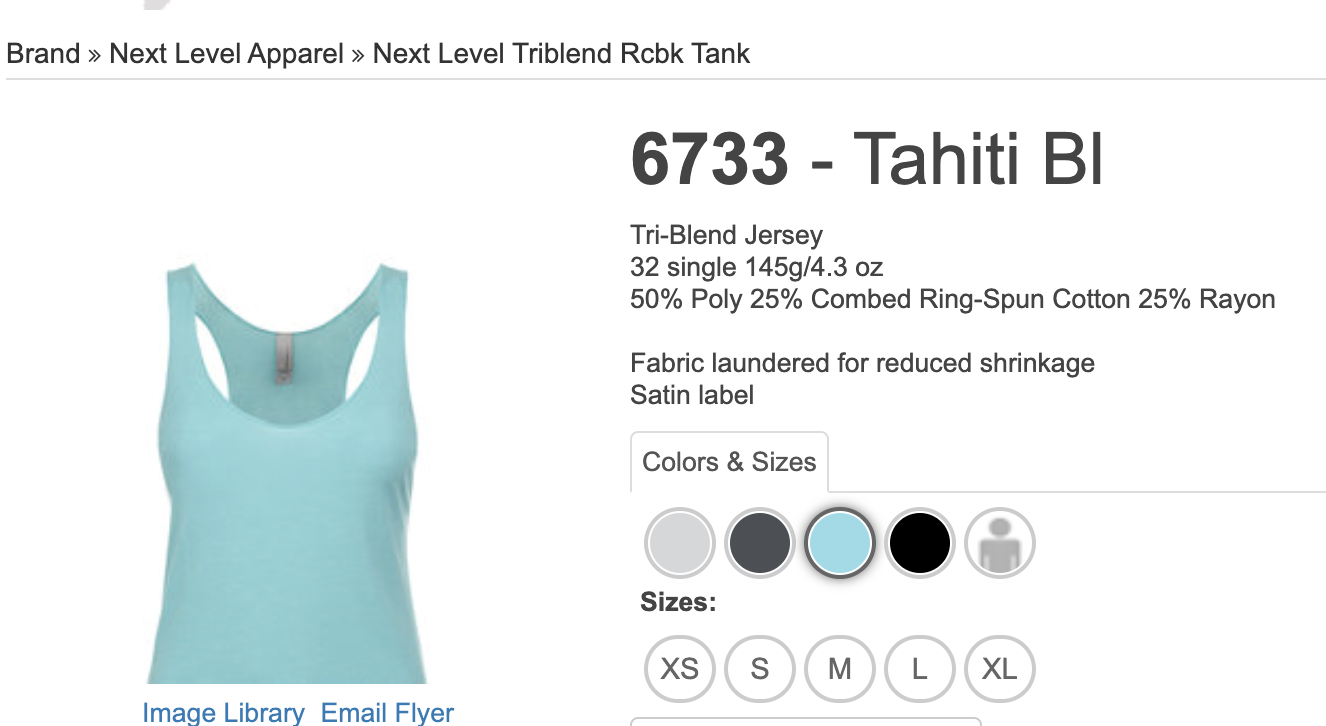 Brand » Next Level Apparel » Next Level Triblend Rcbk Tank
6733 - Tahiti Bl
Tri-Blend Jersey
32 single 145g/4.3 oz
50% Poly 25% Combed Ring-Spun Cotton 25% Rayon
Fabric laundered for reduced shrinkage
Satin label
Colors & Sizes
Sizes:
XS S M L XL
Image Library Email Flyer